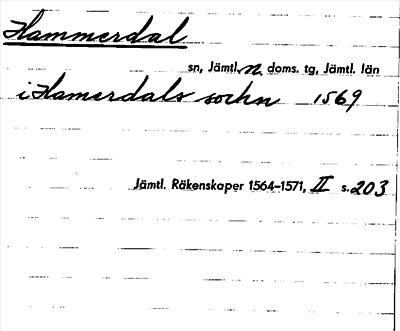 Hammerdal
sn, Jämtl. n. doms. tg, Jämtl. län
i Hamerdals sochn 1569
Jämtl. Räkenskaper 1564-1571, II s. 203